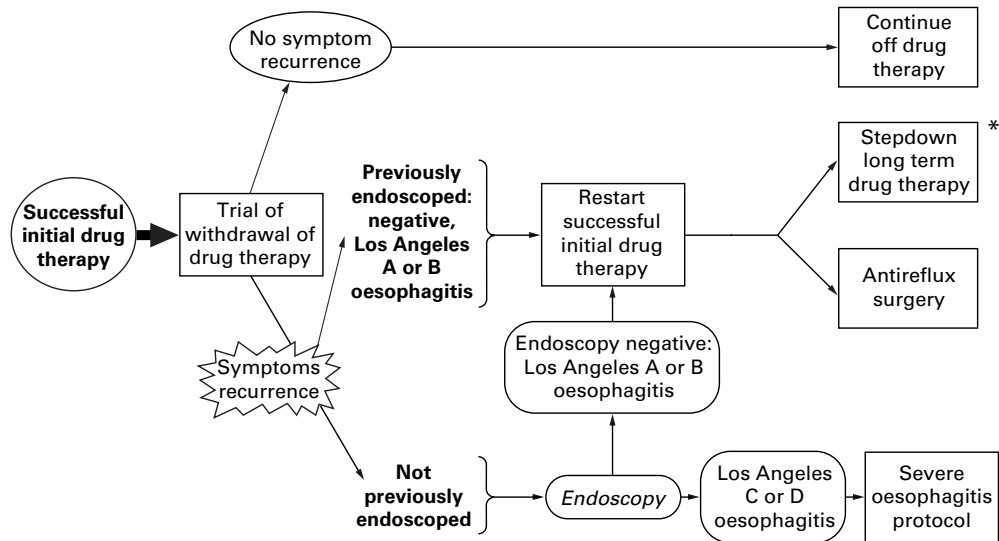 No symptom
recurrence
Continue
off drug
therapy
Successful
initial drug
therapy
Trial of
withdrawal of
drug therapy
Previously
endoscoped:
negative,
Los Angeles
A or B
oesophagitis
Restart
successful
initial drug
therapy
Stepdown
long term
drug therapy
*
Antireflux
surgery
Symptoms
recurrence
Endoscopy negative:
Los Angeles A or B
oesophagitis
Not
previously
endoscoped
Endoscopy
Los Angeles
C or D
oesophagitis
Severe
oesophagitis
protocol